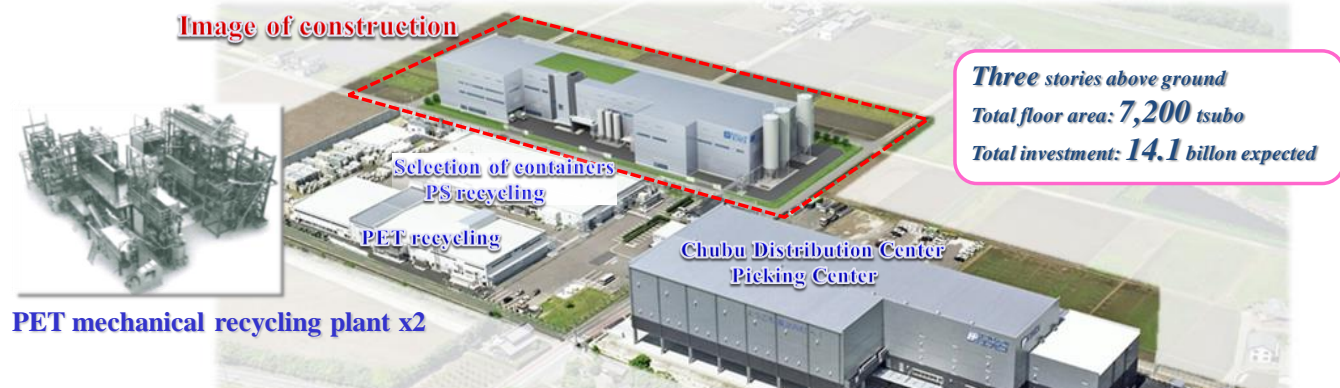 Image of construction
Three stories above ground
Total floor area: 7,200 tsubo
Total investment: 14.1 billon expected
Selection of containers
PS recycling
PET recycling
Chubu Distribution Center
Picking Center
PET mechanical recycling plant x2